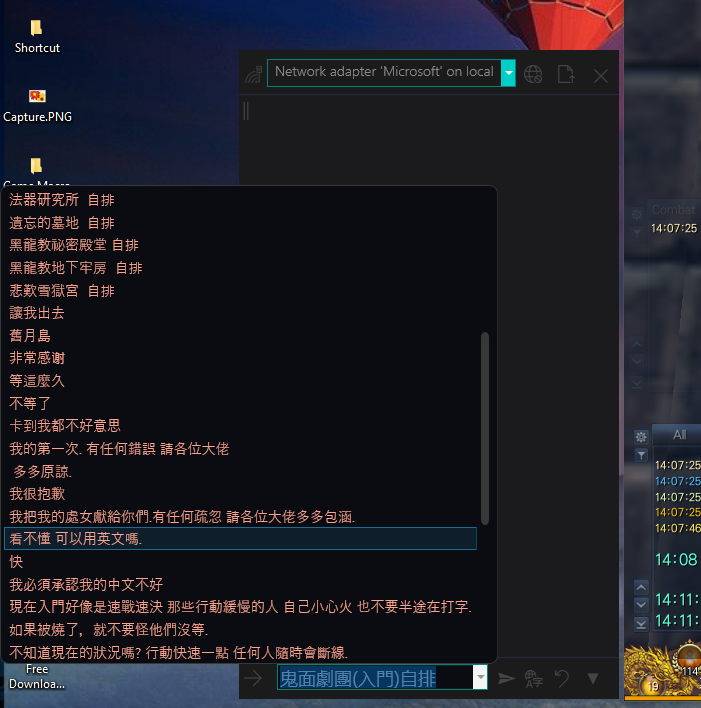 Shortcut
Network adapter 'Microsoft' on local
Capture.PNG
法器研究所 自排
遺忘的墓地 自排
黑龍教祕密殿堂 自排
黑龍教地下牢房 自排
悲歎雪獄宮 自排
讓我出去
舊月島
非常感谢
等這麼久
不等了
卡到我都不好意思
我的第一次. 有任何錯誤 請各位大佬
多多原諒.
我很抱歉
我把我的處女獻給你們.有任何疏忽 請各位大佬多多包涵.
看不懂 可以用英文嗎.
快
我必須承認我的中文不好
現在入門好像是速戰速決 那些行動緩慢的人 自己小心火 也不要半途在打字.
如果被燒了，就不要怪他們沒等.
不知道現在的狀況嗎? 行動快速一點 任何人隨時會斷線.
Free
Downloa...
鬼面劇團(入門)自排
Combat
14:07:25
All
14:07:25
14:07:25
14:07:25
14:07:25
14:07:46
14:08
14:11:
14:11:
114
19